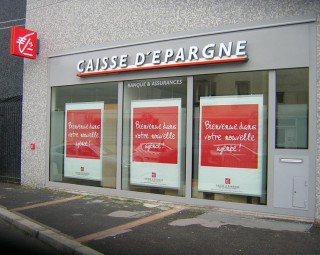 CAISSE D'EPARGNE
BANQUE & ASSURANCES
Bienvenue dans
votre nouvelle
agence !
Bienvenue dans
votre nouvelle
agence !
Bienvenue dans
votre nouvelle
agence !